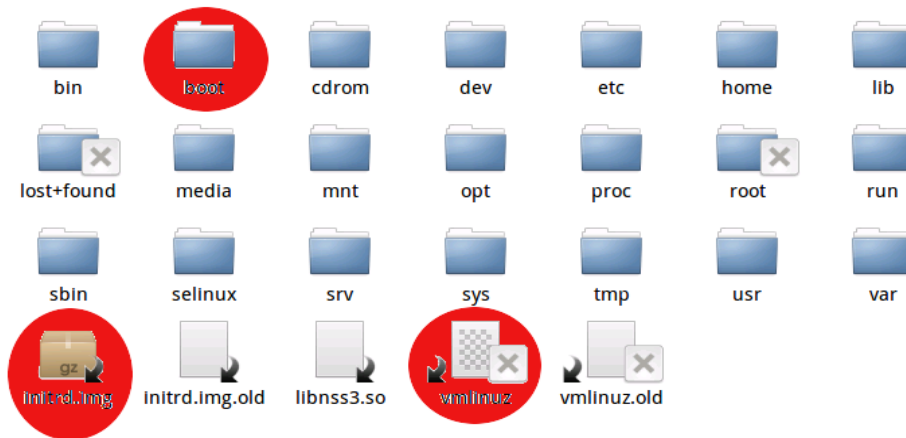 bin boot cdrom dev etc home lib
lost+found media mnt opt proc root run
sbin selinux srv sys tmp usr var
gz
initrd.img initrd.img.old libnss3.so vmlinuz vmlinuz.old